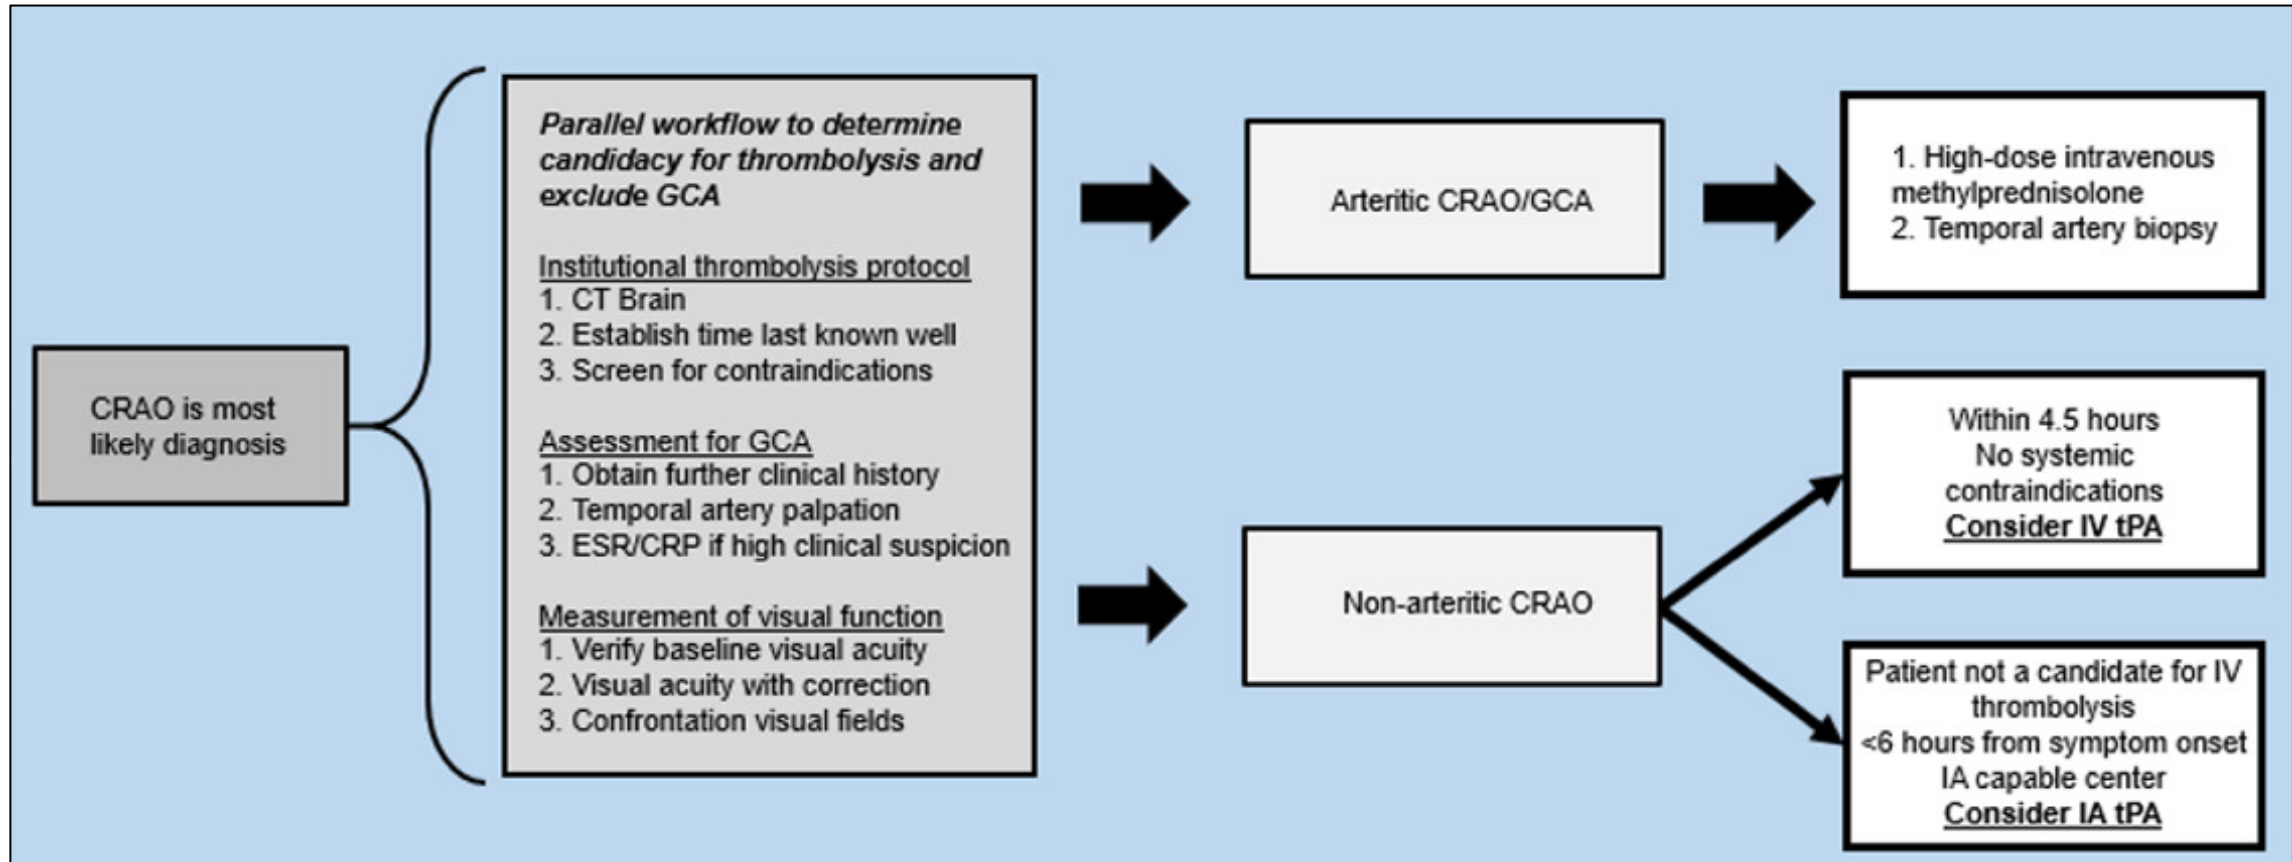 CRAO is most
likely diagnosis
Parallel workflow to determine
candidacy for thrombolysis and
exclude GCA
Institutional thrombolysis protocol
1. CT Brain
2. Establish time last known well
3. Screen for contraindications
Assessment for GCA
1. Obtain further clinical history
2. Temporal artery palpation
3. ESR/CRP if high clinical suspicion
Measurement of visual function
1. Verify baseline visual acuity
2. Visual acuity with correction
3. Confrontation visual fields
Arteritic CRAO/GCA
1. High-dose intravenous
methylprednisolone
2. Temporal artery biopsy
Non-arteritic CRAO
Within 4.5 hours
No systemic
contraindications
Consider IV tPA
Patient not a candidate for IV
thrombolysis
<6 hours from symptom onset
IA capable center
Consider IA tPA